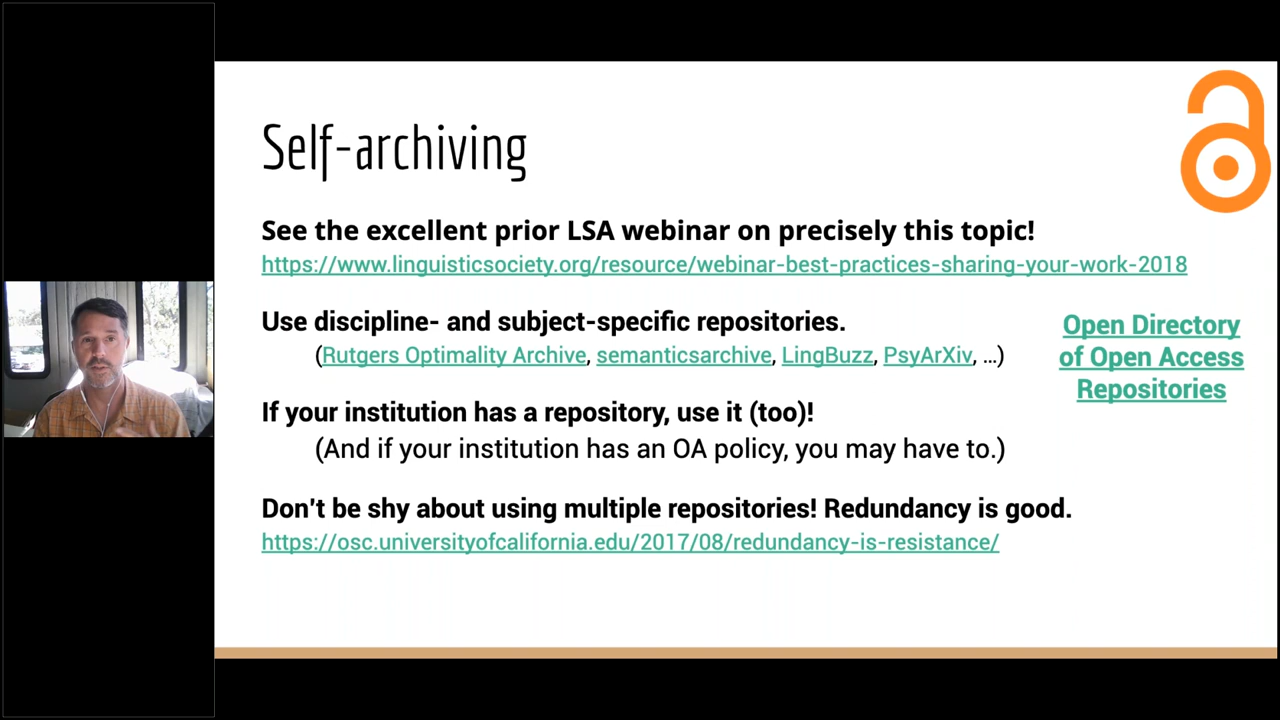 Self-archiving
See the excellent prior LSA webinar on precisely this topic!
https://www.linguisticsociety.org/resource/webinar-best-practices-sharing-your-work-2018
Use discipline- and subject-specific repositories.
(Rutgers Optimality Archive, semanticsarchive, LingBuzz, PsyArXiv, ...)
Open Directory
of Open Access
Repositories
If your institution has a repository, use it (too)!
(And if your institution has an OA policy, you may have to.)
Don't be shy about using multiple repositories! Redundancy is good.
https://osc.universityofcalifornia.edu/2017/08/redundancy-is-resistance/